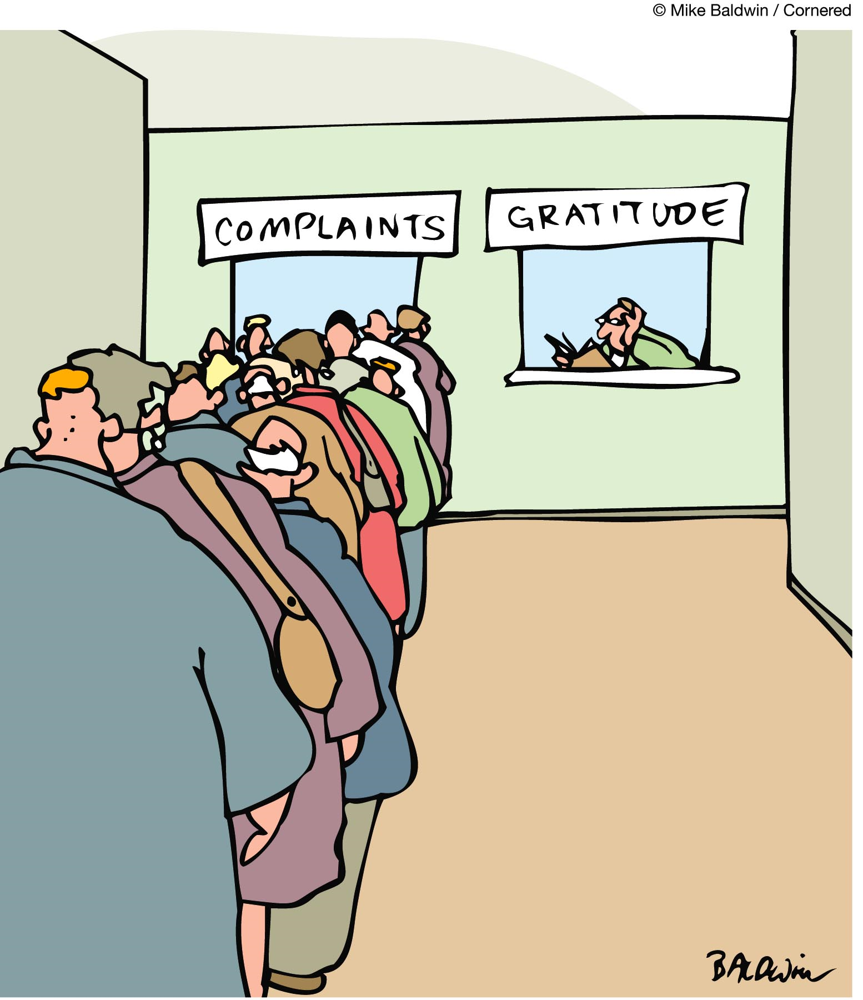 © Mike Baldwin / Cornered
COMPLAINTS
GRATITUDE
BALDWin